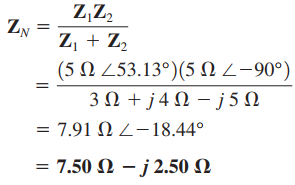 Z_N = Z₁Z₂ / (Z₁ + Z₂)
= (5 Ω ∠53.13°)(5 Ω ∠−90°) / (3 Ω + j 4 Ω − j 5 Ω)
= 7.91 Ω ∠−18.44°
= 7.50 Ω − j 2.50 Ω